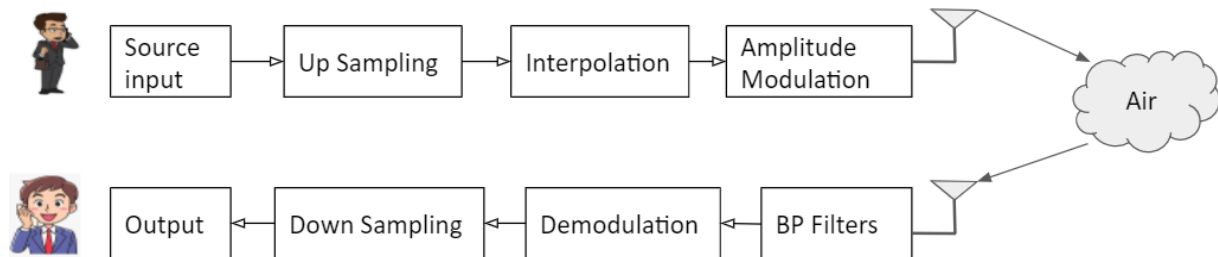 Source
input
Up Sampling
Interpolation
Amplitude
Modulation
Air
Output
Down Sampling
Demodulation
BP Filters